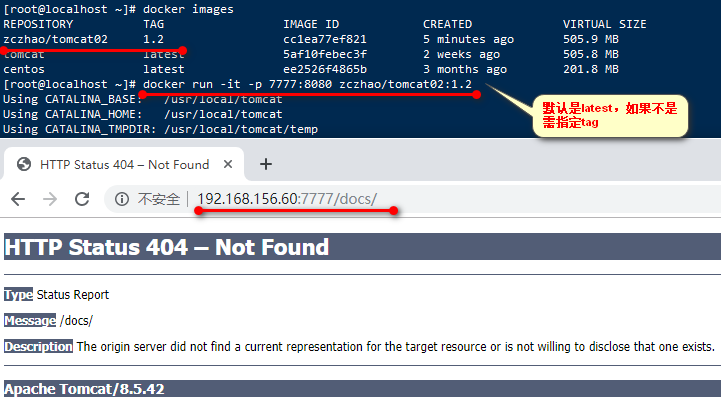 [root@localhost ~]# docker images
REPOSITORY TAG IMAGE ID CREATED VIRTUAL SIZE
zczhao/tomcat02 1.2 cc1ea77ef821 5 minutes ago 505.9 MB
tomcat latest 5af10febec3f 2 weeks ago 505.8 MB
centos latest ee2526f4865b 3 months ago 201.8 MB
[root@localhost ~]# docker run -it -p 7777:8080 zczhao/tomcat02:1.2
Using CATALINA_BASE: /usr/local/tomcat
Using CATALINA_HOME: /usr/local/tomcat
Using CATALINA_TMPDIR: /usr/local/tomcat/temp
默认是latest，如果不是
需指定tag
HTTP Status 404 – Not Found
不安全 192.168.156.60:7777/docs/
HTTP Status 404 – Not Found
Type Status Report
Message /docs/
Description The origin server did not find a current representation for the target resource or is not willing to disclose that one exists.
Apache Tomcat/8.5.42